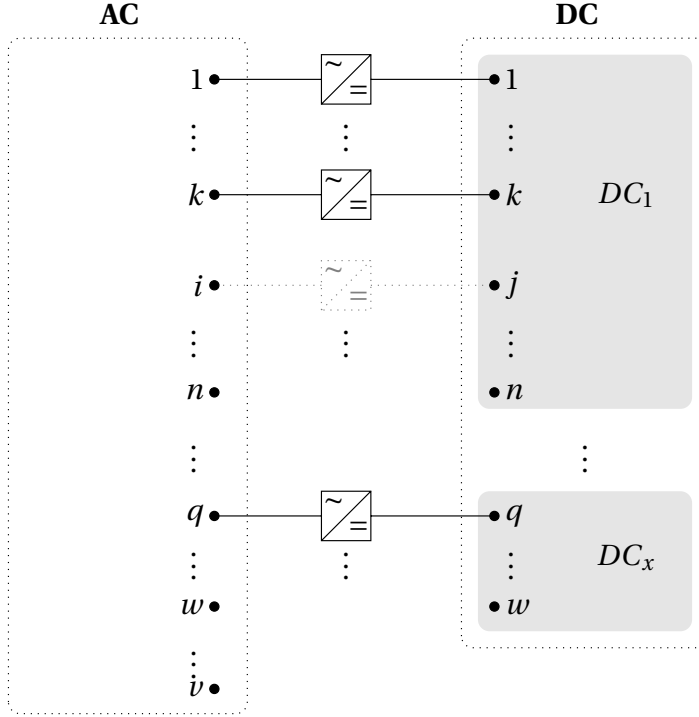 AC DC
1 ~ = 1
⋮ ⋮ ⋮
k ~ = k DC₁
i ~ = j
⋮ ⋮ ⋮
n n
⋮ ⋮
q ~ = q
⋮ ⋮ ⋮ DCₓ
w w
⋮
v